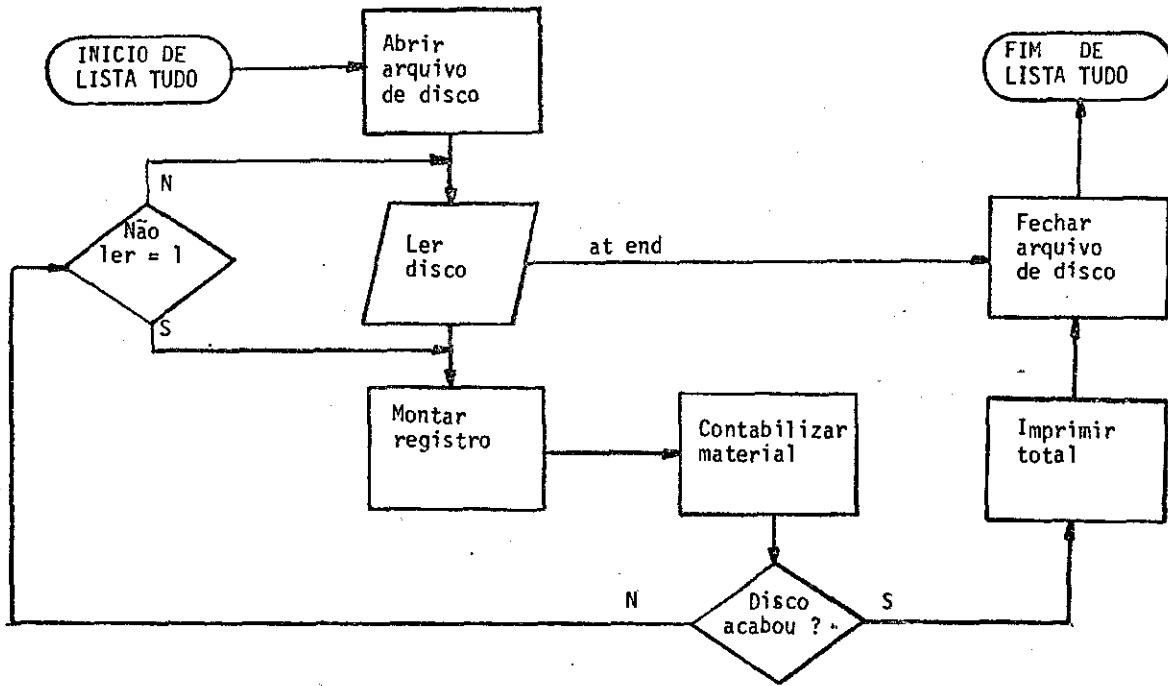 INICIO DE
LISTA TUDO
Abrir
arquivo
de disco
FIM DE
LISTA TUDO
N
Não
ler = 1
S
Ler
disco
at end
Fechar
arquivo
de disco
Montar
registro
Contabilizar
material
Imprimir
total
N
Disco
acabou ?
S